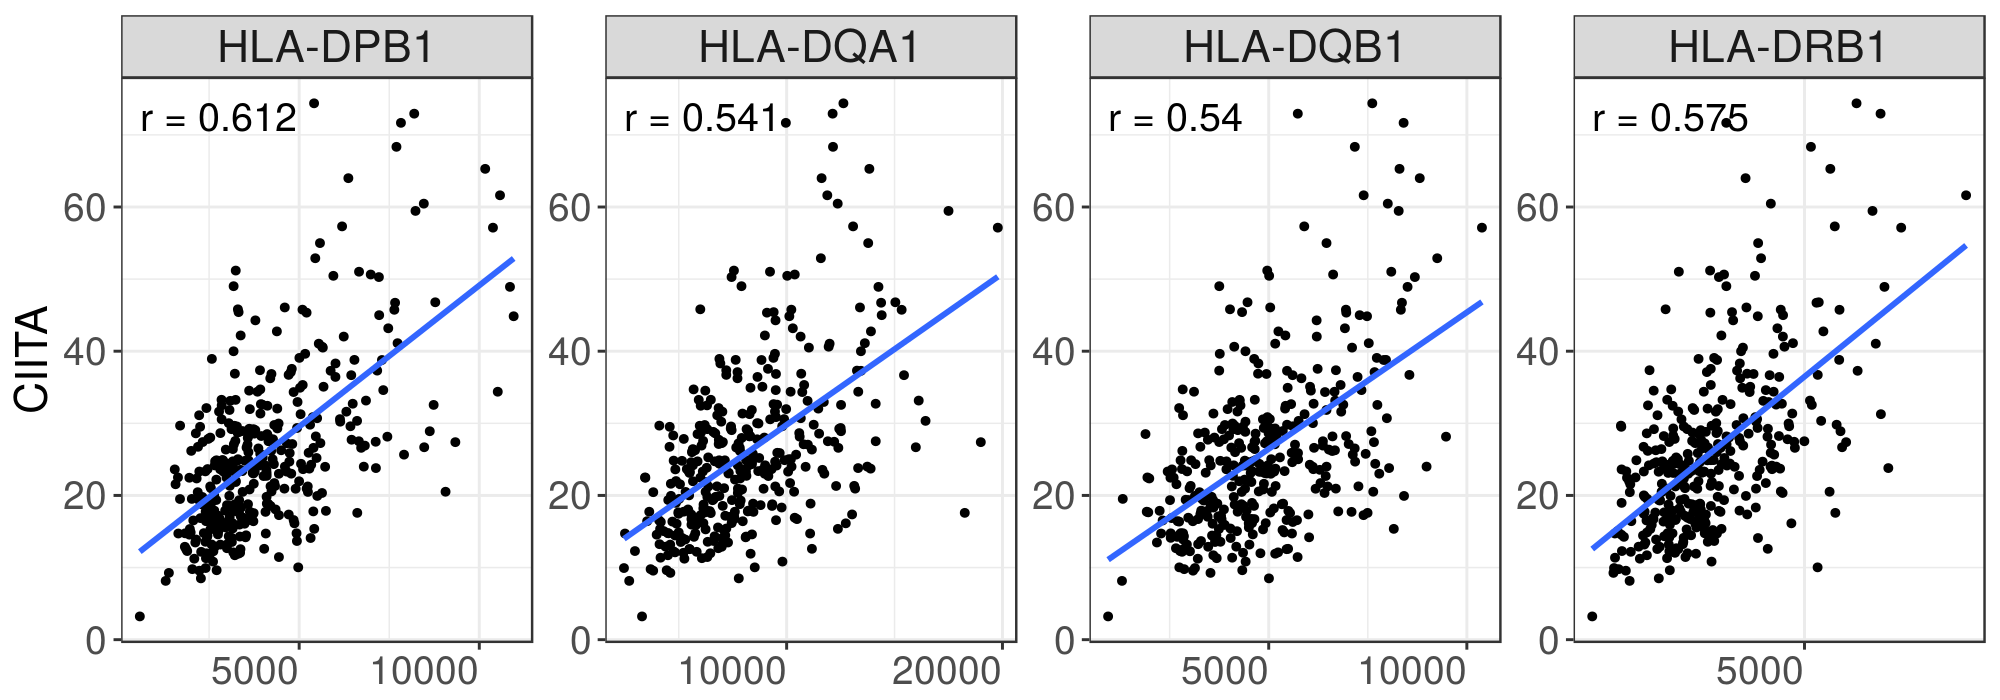 HLA-DPB1
HLA-DQA1
HLA-DQB1
HLA-DRB1
r = 0.612
r = 0.541
r = 0.54
r = 0.575
CIITA
60
40
20
0
60
40
20
0
60
40
20
0
60
40
20
0
5000 10000
10000 20000
5000 10000
5000